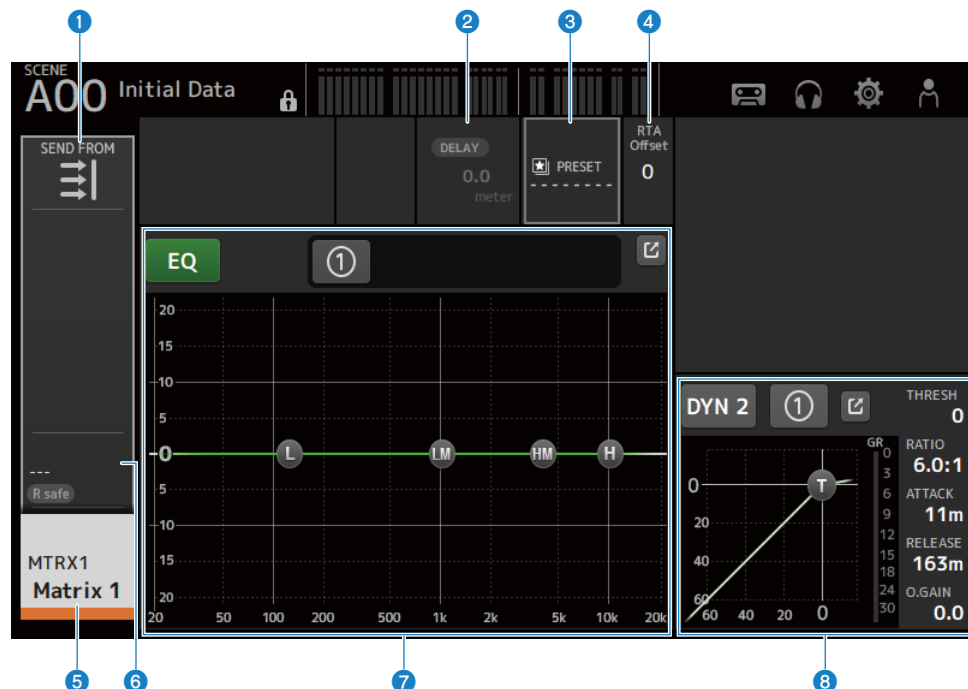 1 2 3 4
SCENE
A00 Initial Data
SEND FROM
DELAY
0.0
meter
PRESET
--------
RTA
Offset
0
EQ
1
20
15
10
5
0
5
10
15
20
20 50 100 200 500 1k 2k 5k 10k 20k
L LM HM H
---
R safe
MTRX1
Matrix 1
DYN 2
1
THRESH
0
RATIO
6.0:1
ATTACK
11m
RELEASE
163m
O.GAIN
0.0
GR
0
3
6
9
12
15
18
24
30
T
0
20
40
60
60 40 20 0
5 6 7 8